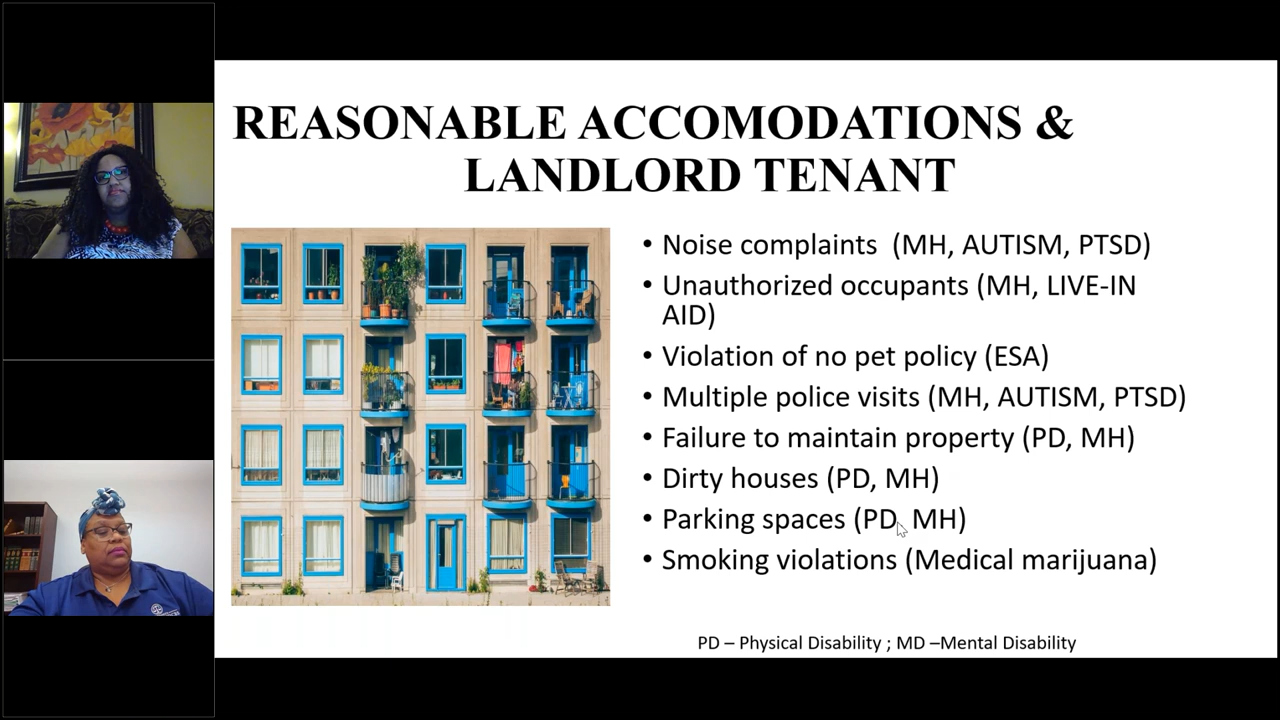 REASONABLE ACCOMODATIONS &
LANDLORD TENANT
• Noise complaints (MH, AUTISM, PTSD)
• Unauthorized occupants (MH, LIVE-IN
AID)
• Violation of no pet policy (ESA)
• Multiple police visits (MH, AUTISM, PTSD)
• Failure to maintain property (PD, MH)
• Dirty houses (PD, MH)
• Parking spaces (PD, MH)
• Smoking violations (Medical marijuana)
PD – Physical Disability ; MD –Mental Disability